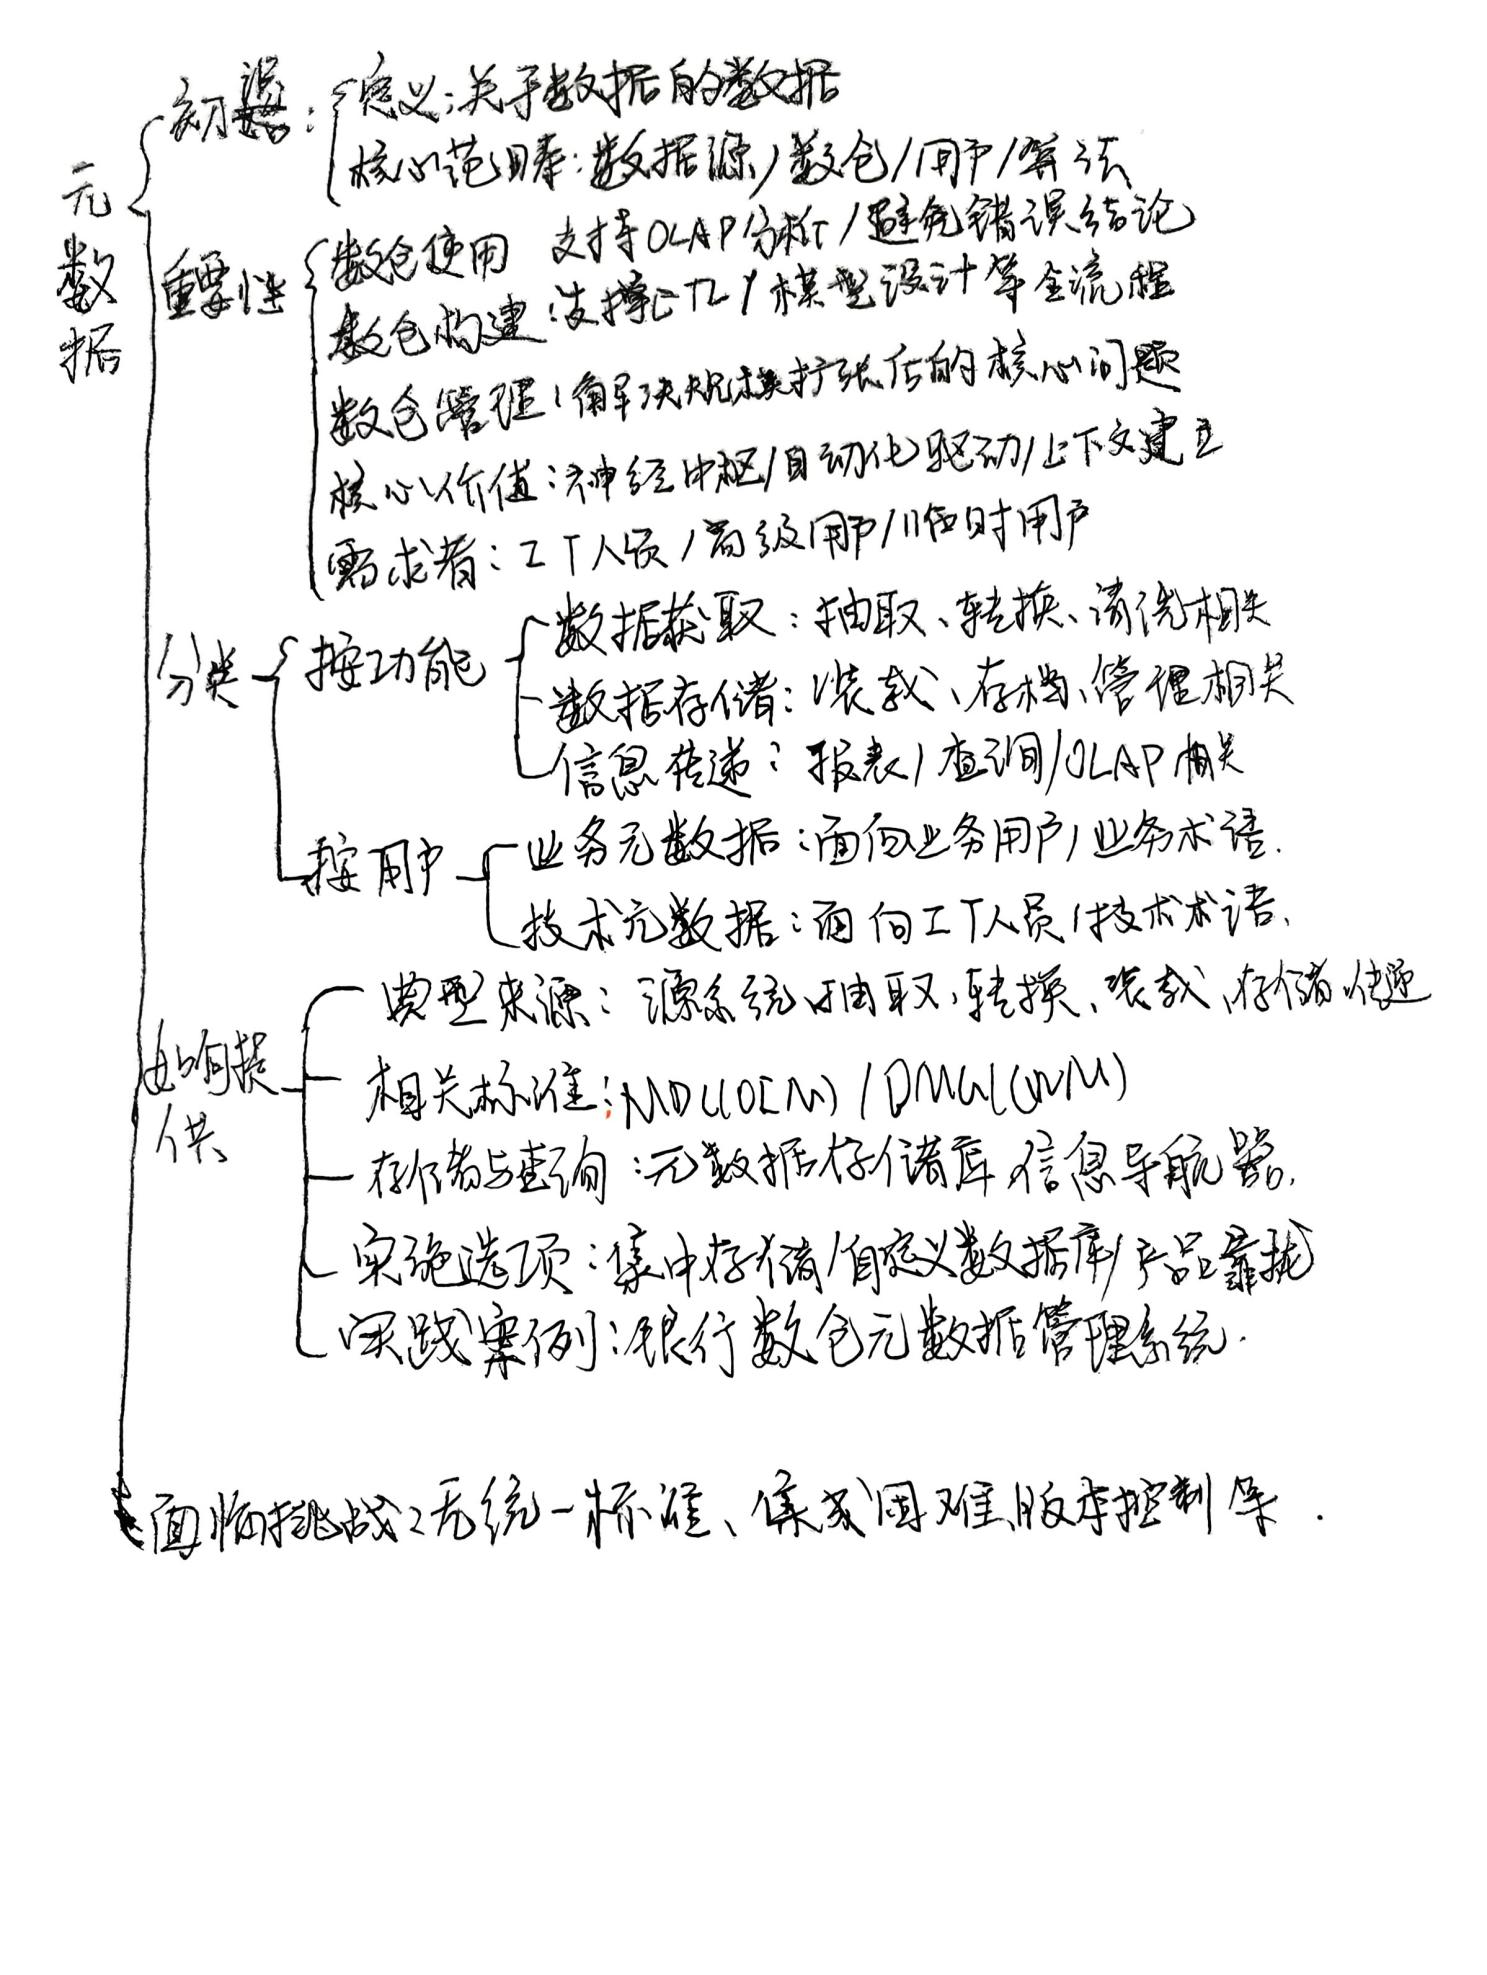 元数据
初识:
定义:关于数据的数据
核心范畴:数据源/数仓/用户/算法
重要性
数仓使用 支持OLAP分析/避免错误结论
数仓构建:支撑ETL/模型设计等全流程
数仓管理:解决规模扩张后的核心问题
核心价值:神经中枢/自动化驱动/上下文建立
需求者:IT人员/高级用户/临时用户
分类
按功能
数据获取:抽取、转换、清洗相关
数据存储:装载、存档、管理相关
信息传递:报表/查询/OLAP相关
按用户
业务元数据:面向业务用户/业务术语.
技术元数据:面向IT人员/技术术语.
如何提供
典型来源:源系统、抽取、转换、装载、存储、传递
相关标准:MDC(OIM)/OMG(CWM)
存储与查询:元数据存储库、信息导航器.
实施选项:集中存储/自定义数据库/产品靠拢
实践案例:银行数仓元数据管理系统.
面临挑战:无统一标准、集成困难、版本控制等.